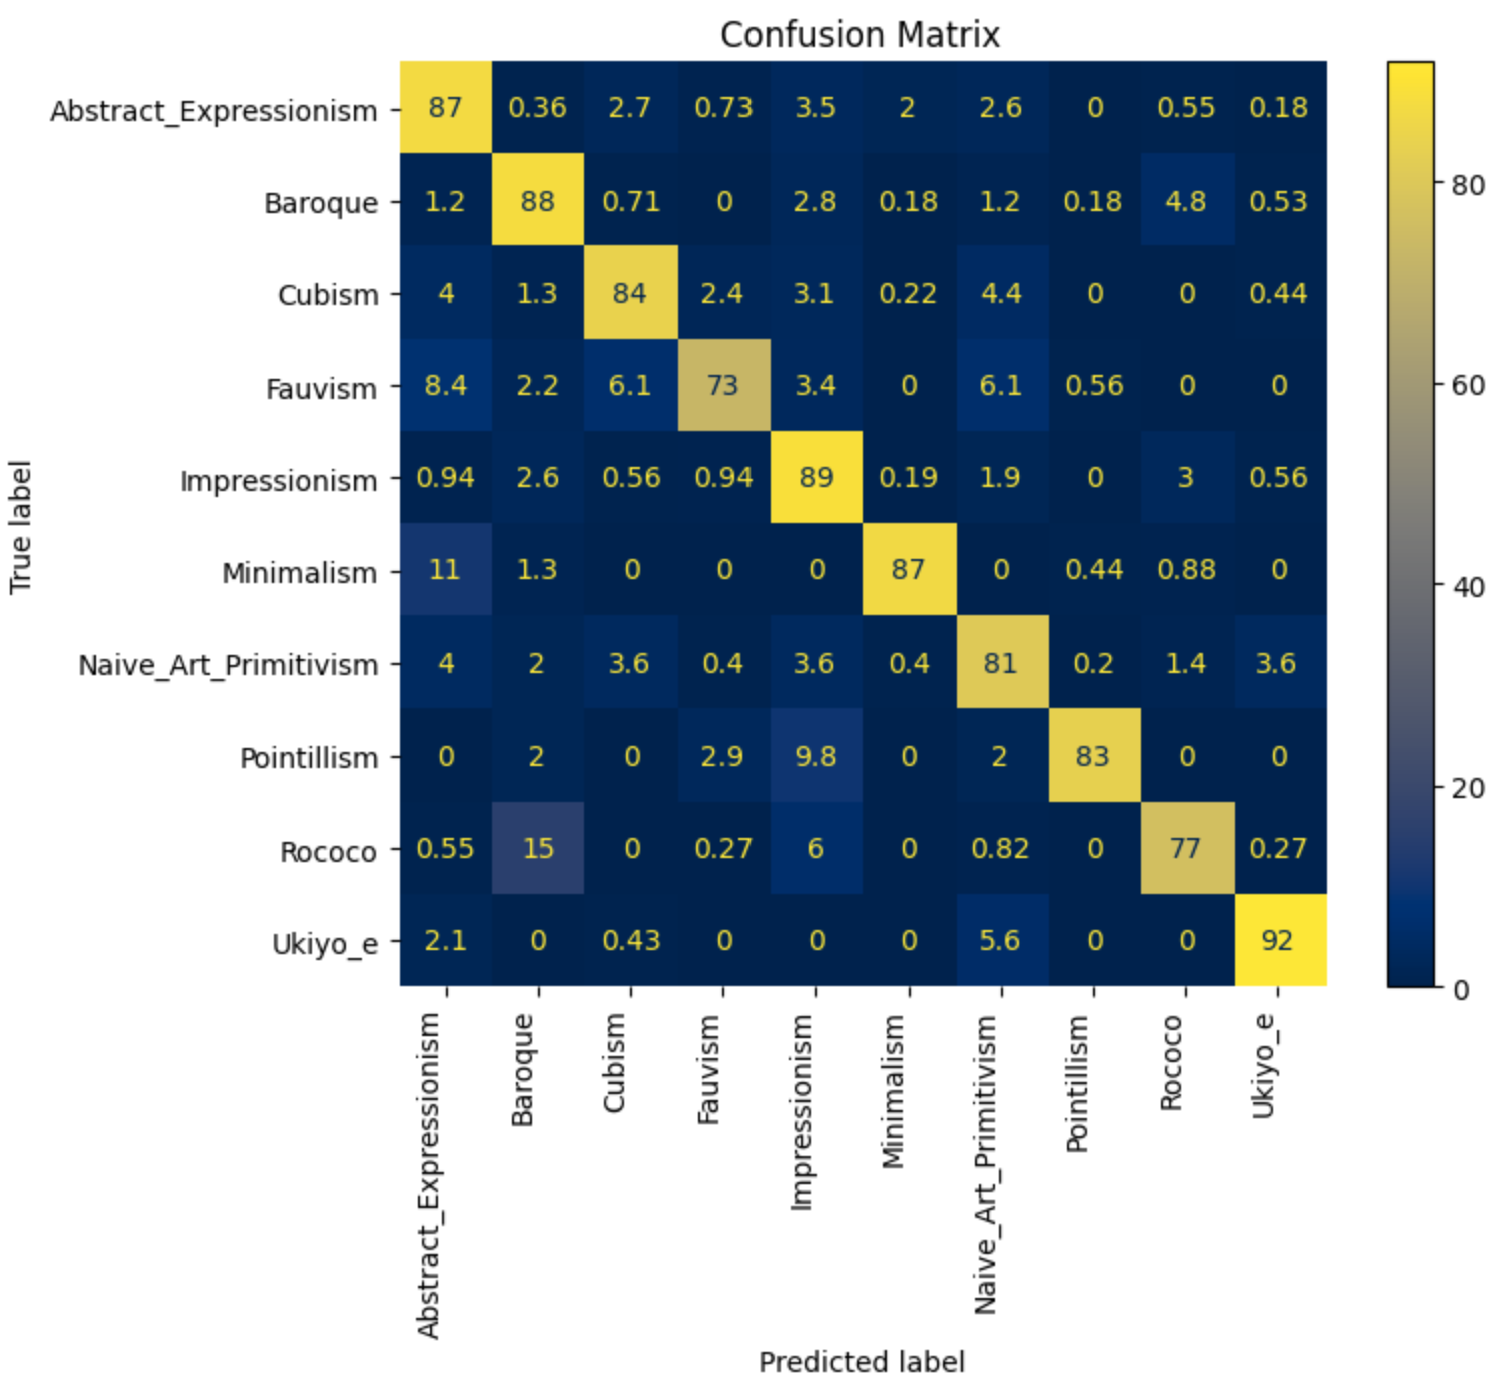 Confusion Matrix
Abstract_Expressionism 87 0.36 2.7 0.73 3.5 2 2.6 0 0.55 0.18
Baroque 1.2 88 0.71 0 2.8 0.18 1.2 0.18 4.8 0.53
Cubism 4 1.3 84 2.4 3.1 0.22 4.4 0 0 0.44
Fauvism 8.4 2.2 6.1 73 3.4 0 6.1 0.56 0 0
Impressionism 0.94 2.6 0.56 0.94 89 0.19 1.9 0 3 0.56
Minimalism 11 1.3 0 0 0 87 0 0.44 0.88 0
Naive_Art_Primitivism 4 2 3.6 0.4 3.6 0.4 81 0.2 1.4 3.6
Pointillism 0 2 0 2.9 9.8 0 2 83 0 0
Rococo 0.55 15 0 0.27 6 0 0.82 0 77 0.27
Ukiyo_e 2.1 0 0.43 0 0 0 5.6 0 0 92
True label
Abstract_Expressionism
Baroque
Cubism
Fauvism
Impressionism
Minimalism
Naive_Art_Primitivism
Pointillism
Rococo
Ukiyo_e
Predicted label
80
60
40
20
0